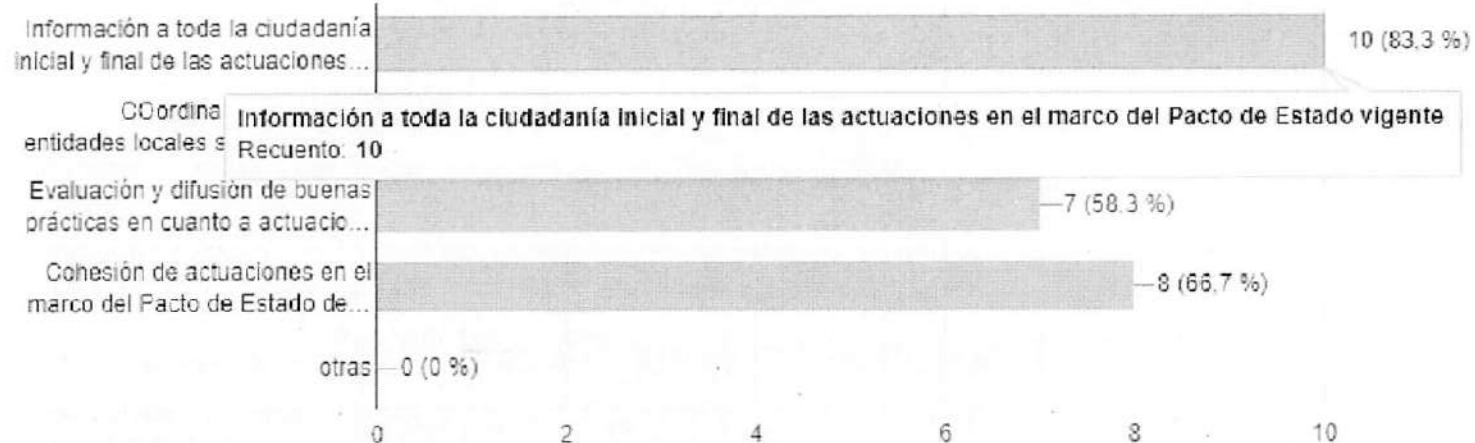 Información a toda la ciudadanía
inicial y final de las actuaciones...
10 (83,3 %)
COordina
entidades locales s
Información a toda la ciudadanía inicial y final de las actuaciones en el marco del Pacto de Estado vigente
Recuento: 10
Evaluación y difusión de buenas
prácticas en cuanto a actuacio...
7 (58,3 %)
Cohesión de actuaciones en el
marco del Pacto de Estado de...
8 (66,7 %)
otras
0 (0 %)
0 2 4 6 8 10